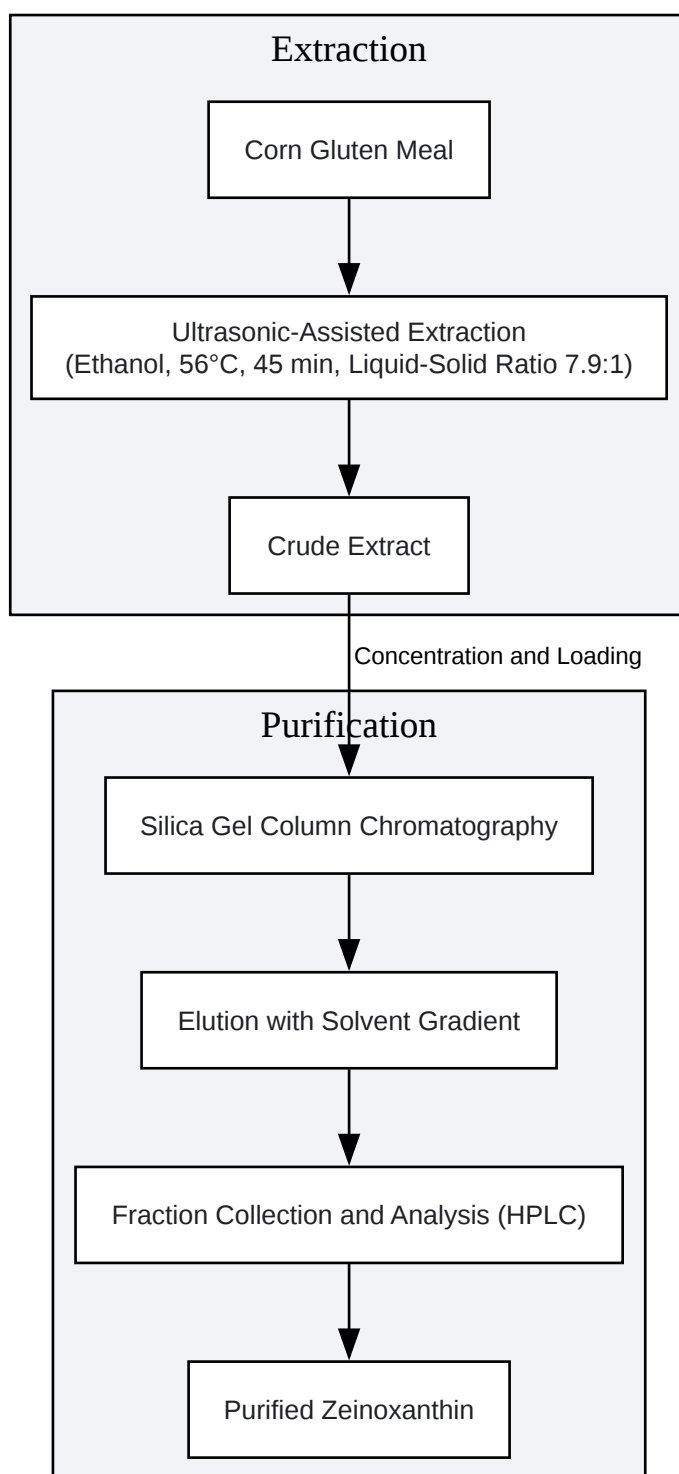 Extraction
Corn Gluten Meal
Ultrasonic-Assisted Extraction
(Ethanol, 56°C, 45 min, Liquid-Solid Ratio 7.9:1)
Crude Extract
Concentration and Loading
Purification
Silica Gel Column Chromatography
Elution with Solvent Gradient
Fraction Collection and Analysis (HPLC)
Purified Zeinoxanthin